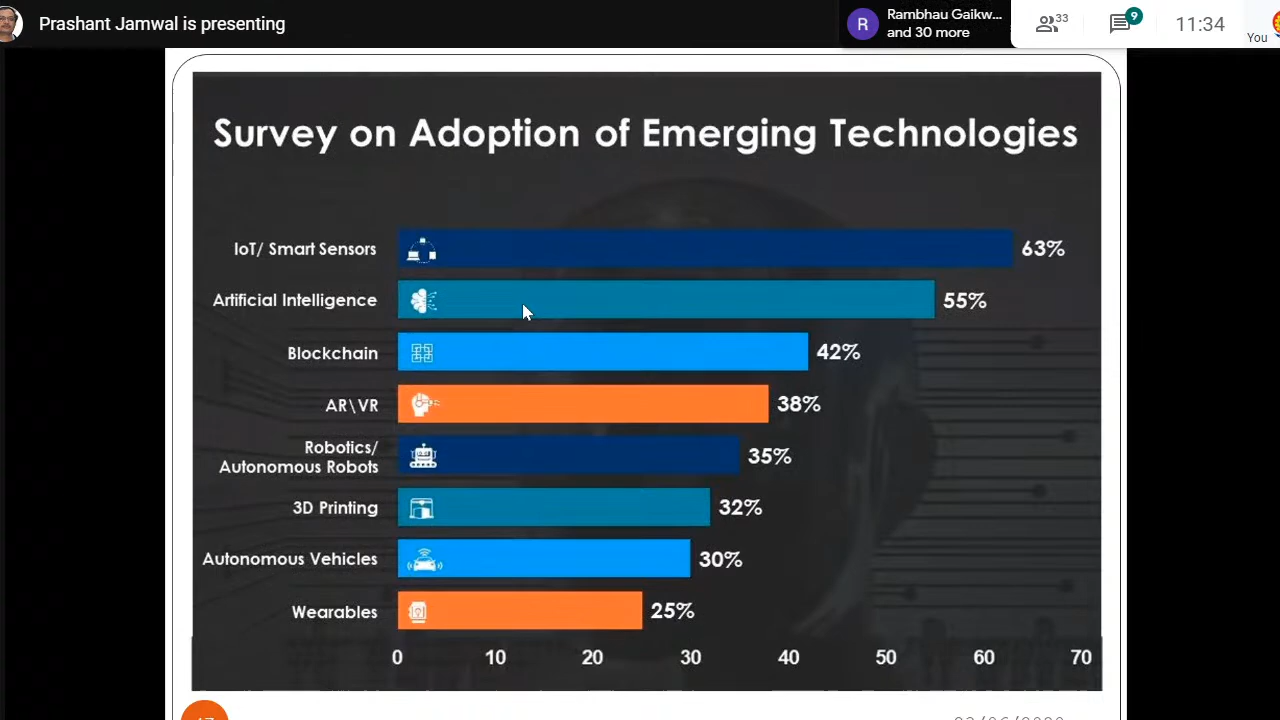 Prashant Jamwal is presenting
R
Rambhau Gaikw...
and 30 more
33
9
11:34
You
Survey on Adoption of Emerging Technologies
IoT/ Smart Sensors
63%
Artificial Intelligence
55%
Blockchain
42%
AR\VR
38%
Robotics/
Autonomous Robots
35%
3D Printing
32%
Autonomous Vehicles
30%
Wearables
25%
0 10 20 30 40 50 60 70